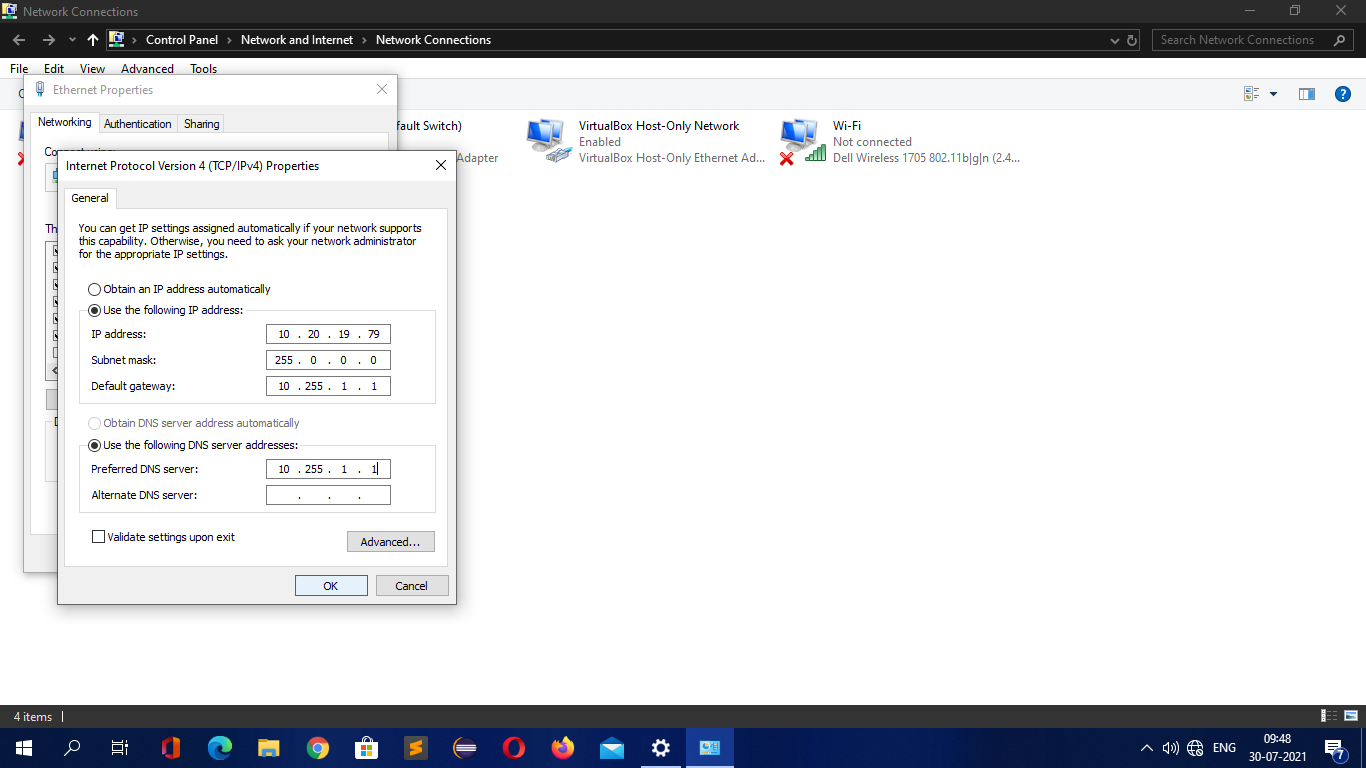 Network Connections
Control Panel
Network and Internet
Network Connections
Search Network Connections
File Edit View Advanced Tools
Ethernet Properties
Networking Authentication Sharing
fault Switch)
Adapter
VirtualBox Host-Only Network
Enabled
VirtualBox Host-Only Ethernet Ad...
Wi-Fi
Not connected
Dell Wireless 1705 802.11b|g|n (2.4...
Internet Protocol Version 4 (TCP/IPv4) Properties
General
You can get IP settings assigned automatically if your network supports
this capability. Otherwise, you need to ask your network administrator
for the appropriate IP settings.
Obtain an IP address automatically
Use the following IP address:
IP address: 10 . 20 . 19 . 79
Subnet mask: 255 . 0 . 0 . 0
Default gateway: 10 . 255 . 1 . 1
Obtain DNS server address automatically
Use the following DNS server addresses:
Preferred DNS server: 10 . 255 . 1 . 1
Alternate DNS server: . . .
Validate settings upon exit
Advanced...
OK Cancel
4 items
ENG
09:48
30-07-2021
7